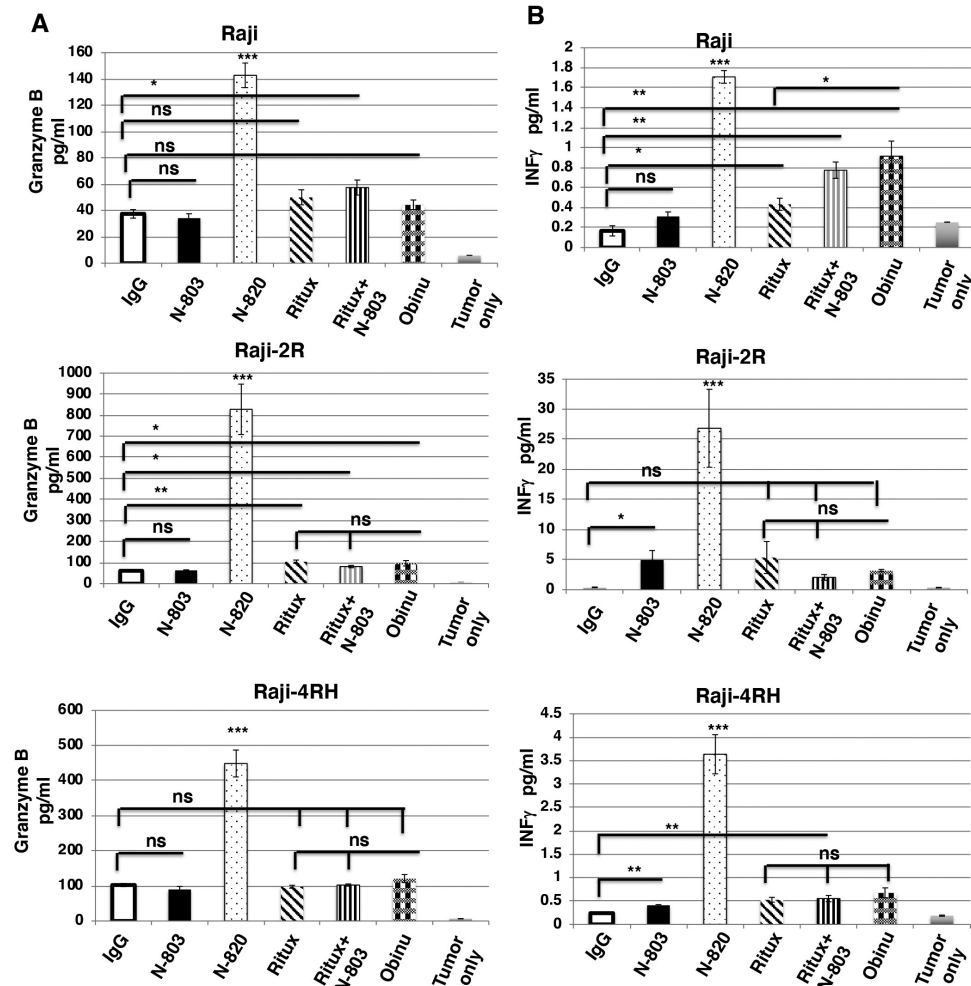 A
Raji
Granzyme B
pg/ml
160
140
120
100
80
60
40
20
0
***
*
ns
ns
ns
IgG
N-803
N-820
Ritux
Ritux+
N-803
Obinu
Tumor
only
B
Raji
INFγ pg/ml
2
1.8
1.6
1.4
1.2
1
0.8
0.6
0.4
0.2
0
***
*
**
**
*
ns
IgG
N-803
N-820
Ritux
Ritux+
N-803
Obinu
Tumor
only
Raji-2R
Granzyme B
pg/ml
1000
900
800
700
600
500
400
300
200
100
0
***
*
*
**
ns
ns
IgG
N-803
N-820
Ritux
Ritux+
N-803
Obinu
Tumor
only
Raji-2R
INFγ pg/ml
35
30
25
20
15
10
5
0
***
ns
*
ns
IgG
N-803
N-820
Ritux
Ritux+
N-803
Obinu
Tumor
only
Raji-4RH
Granzyme B
pg/ml
600
500
400
300
200
100
0
***
ns
ns
ns
IgG
N-803
N-820
Ritux
Ritux+
N-803
Obinu
Tumor
only
Raji-4RH
INFγ pg/ml
4.5
4
3.5
3
2.5
2
1.5
1
0.5
0
***
**
**
ns
IgG
N-803
N-820
Ritux
Ritux+
N-803
Obinu
Tumor
only